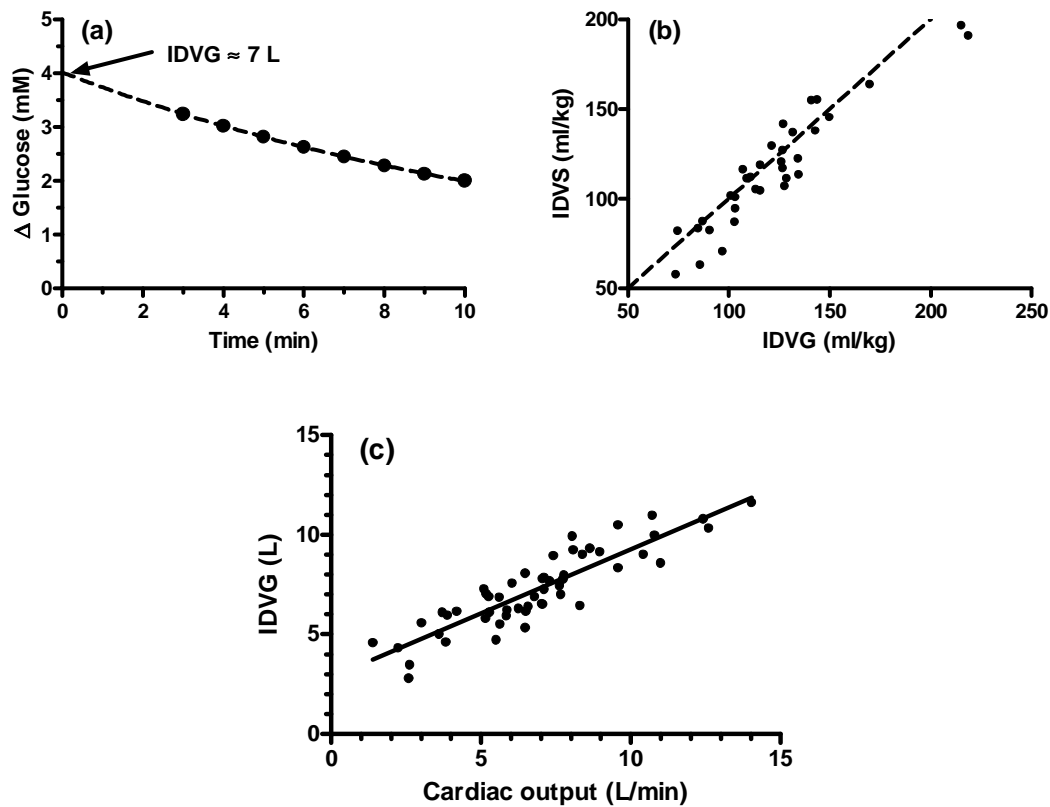 (a)
IDVG ≈ 7 L
Δ Glucose (mM)
5
4
3
2
1
0
0 2 4 6 8 10
Time (min)
(b)
IDVS (ml/kg)
200
150
100
50
50 100 150 200 250
IDVG (ml/kg)
(c)
IDVG (L)
15
10
5
0
0 5 10 15
Cardiac output (L/min)